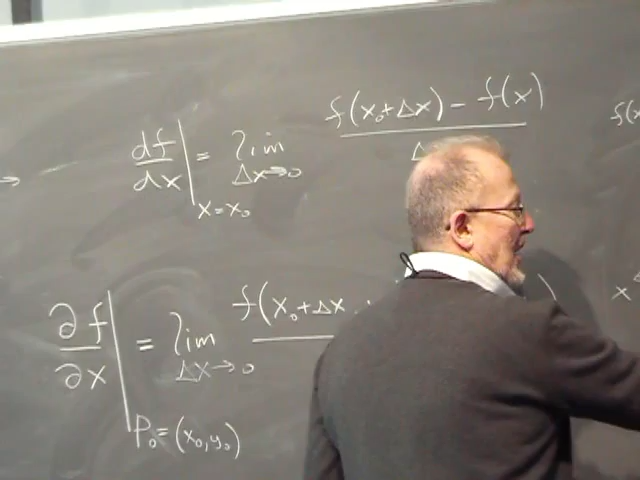 f(x₀+Δx) − f(x)
df/dx | = lim
Δx→0
x=x₀
Δ
f(x
f(x₀+Δx
∂f/∂x | = lim
Δx→0
P₀=(x₀,y₀)
x